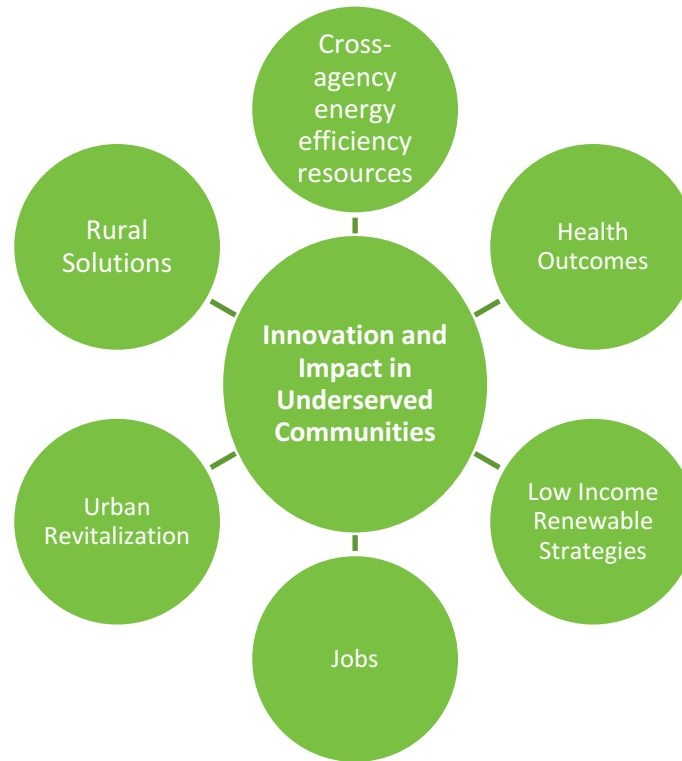 Cross-
agency
energy
efficiency
resources
Rural
Solutions
Health
Outcomes
Innovation and
Impact in
Underserved
Communities
Urban
Revitalization
Low Income
Renewable
Strategies
Jobs